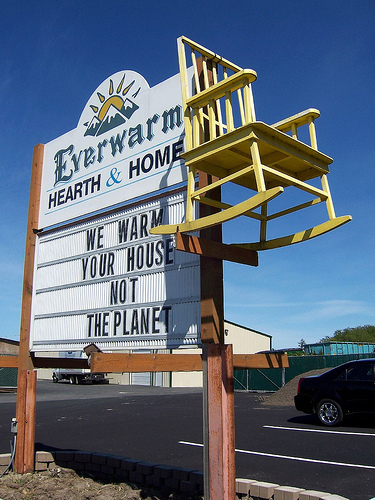 Everwarm
HEARTH & HOME
WE WARM
YOUR HOUSE
NOT
THE PLANET